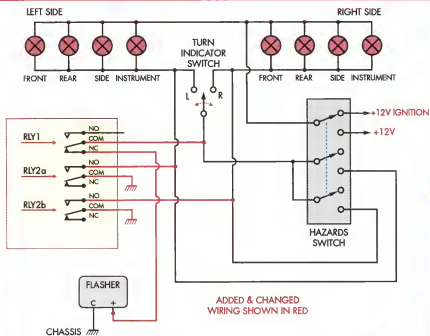 LEFT SIDE
RIGHT SIDE
TURN
INDICATOR
SWITCH
FRONT REAR SIDE INSTRUMENT
L R
FRONT REAR SIDE INSTRUMENT
+12V IGNITION
+12V
RLY1
NO
COM
NC
RLY2a
NO
COM
NC
RLY2b
NO
COM
NC
HAZARDS
SWITCH
FLASHER
C +
ADDED & CHANGED
WIRING SHOWN IN RED
CHASSIS